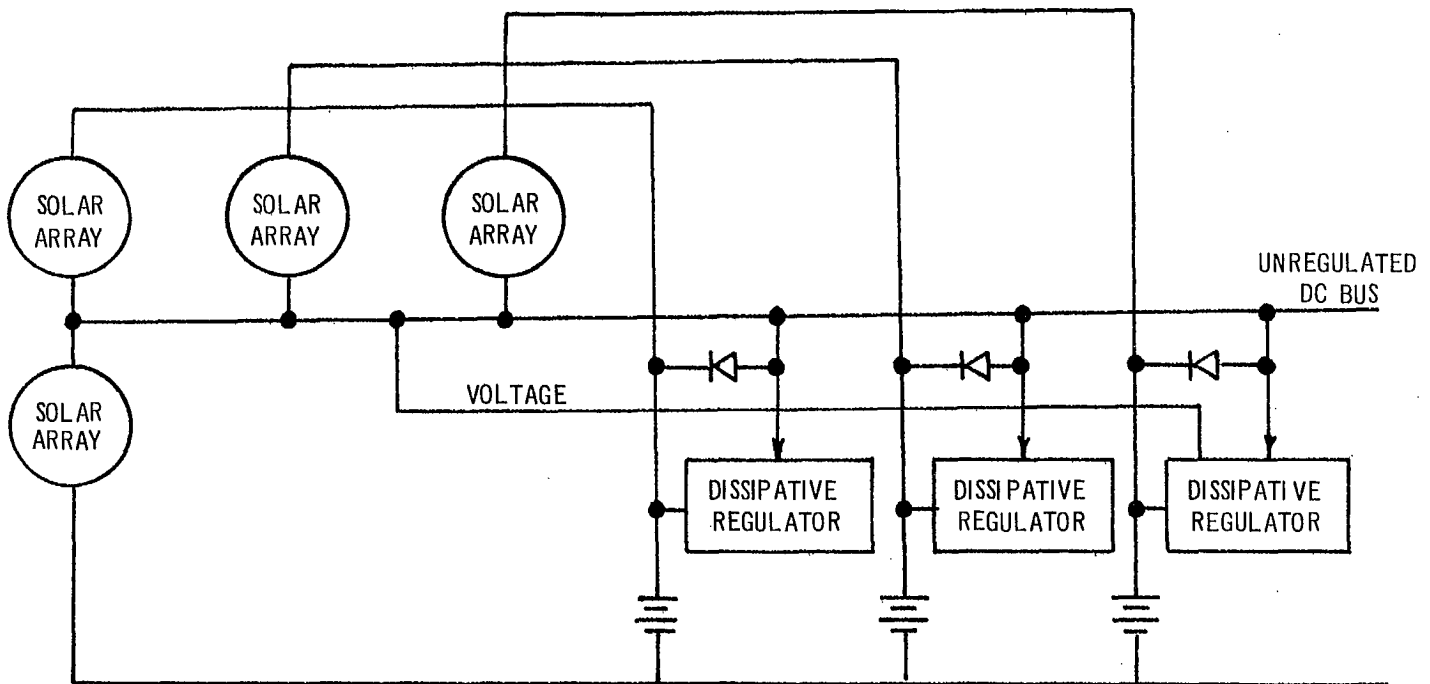 SOLAR
ARRAY
SOLAR
ARRAY
SOLAR
ARRAY
UNREGULATED
DC BUS
SOLAR
ARRAY
VOLTAGE
DISSIPATIVE
REGULATOR
DISSIPATIVE
REGULATOR
DISSIPATIVE
REGULATOR